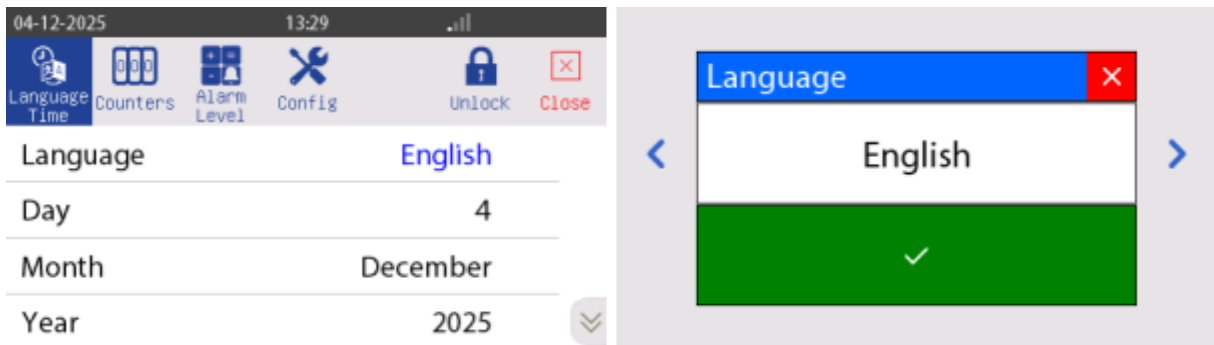 04-12-2025 13:29
Language Time
Counters
Alarm Level
Config
Unlock
Close
Language English
Day 4
Month December
Year 2025
Language
English